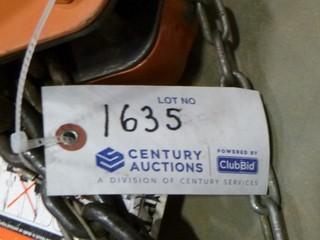 LOT NO
1635
CENTURY
AUCTIONS
POWERED BY
ClubBid
A DIVISION OF CENTURY SERVICES